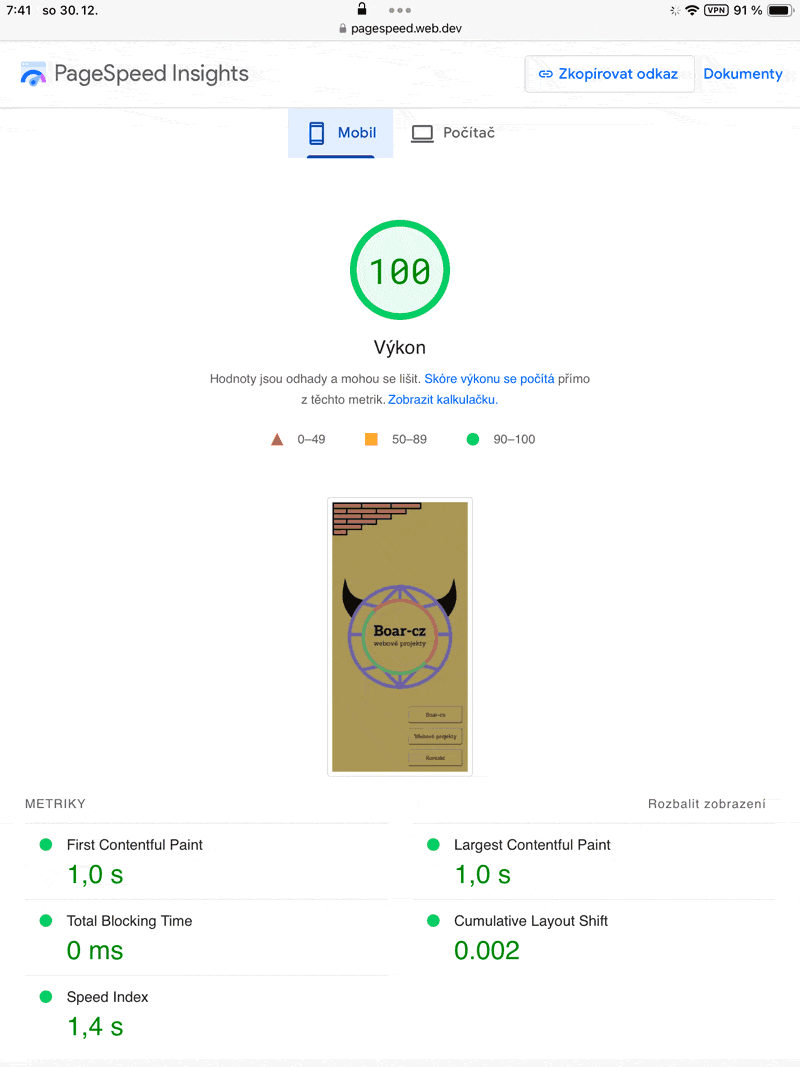 7:41 so 30. 12.
VPN 91 %
pagespeed.web.dev
PageSpeed Insights
Zkopírovat odkaz
Dokumenty
Mobil
Počítač
100
Výkon
Hodnoty jsou odhady a mohou se lišit. Skóre výkonu se počítá přímo
z těchto metrik. Zobrazit kalkulačku.
0–49
50–89
90–100
Boar-cz
webové projekty
Boar-cz
Webové projekty
Kontakt
METRIKY
Rozbalit zobrazení
First Contentful Paint
1,0 s
Largest Contentful Paint
1,0 s
Total Blocking Time
0 ms
Cumulative Layout Shift
0.002
Speed Index
1,4 s